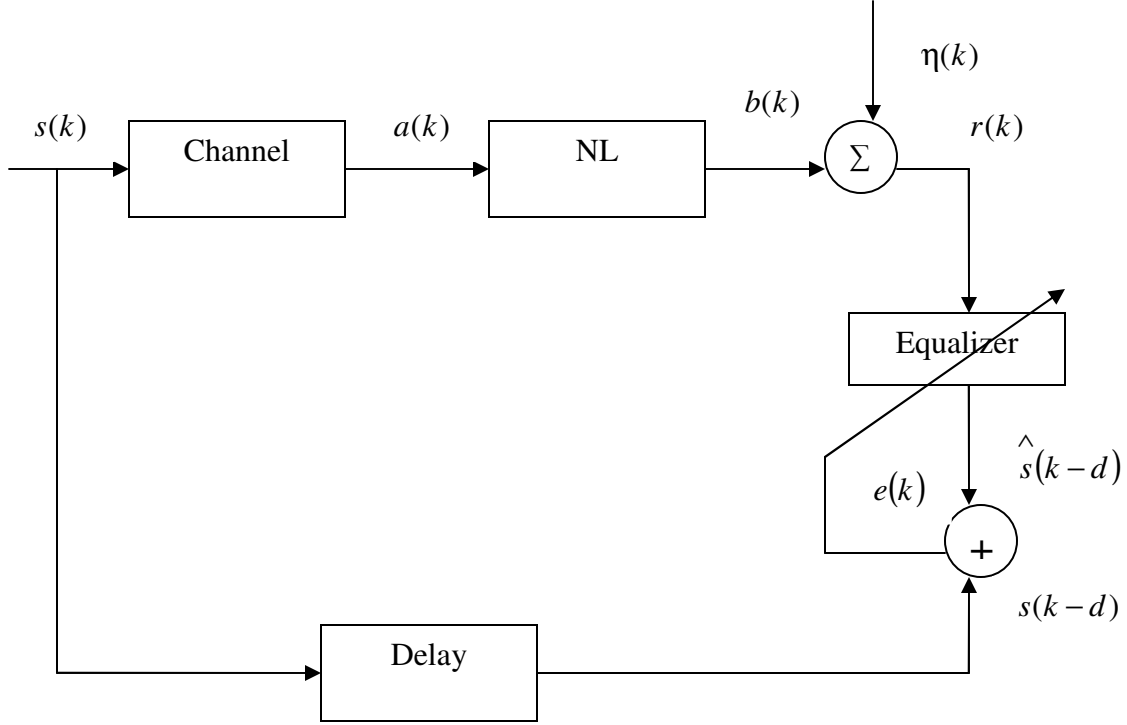 η(k)
b(k)
s(k)
a(k)
r(k)
Channel
NL
Σ
Equalizer
ŝ(k − d)
e(k)
+
s(k − d)
Delay